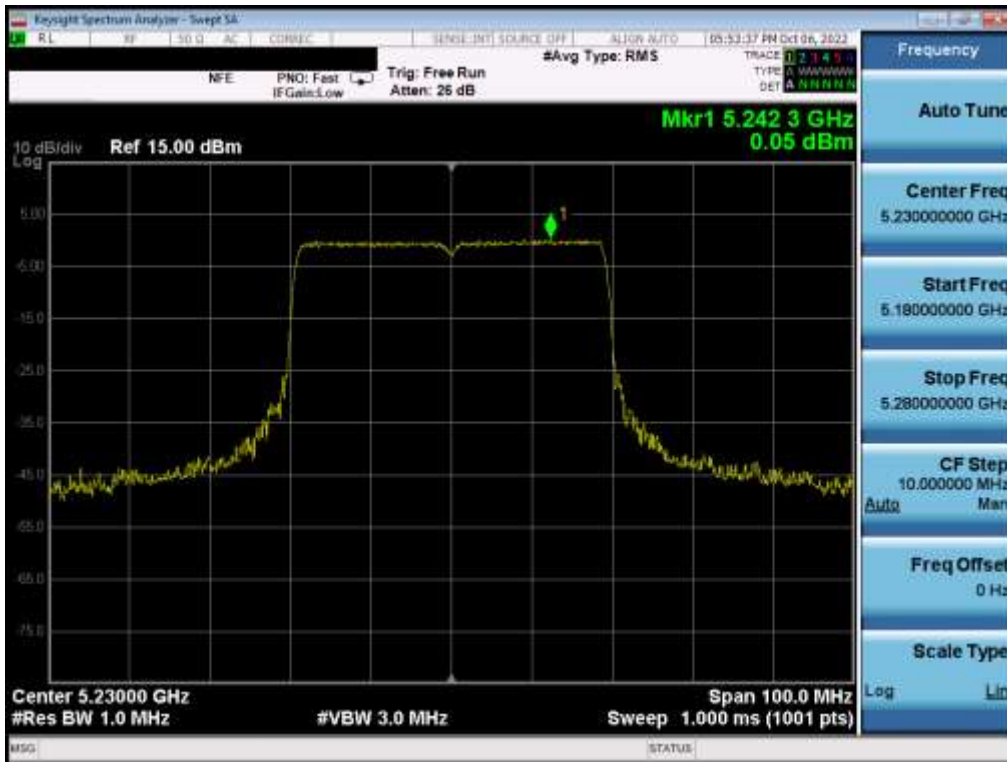 Keysight Spectrum Analyzer - Swept SA
RL RF 50 Ω AC CORREC SENSE:INT SOURCE OFF ALIGN AUTO 05:53:37 PM Oct 06, 2022
NFE PNO: Fast Trig: Free Run #Avg Type: RMS TRACE 1 2 3 4 5 6
IFGain:Low Atten: 26 dB TYPE A WWWWW
DET A N N N N N
Mkr1 5.242 3 GHz
0.05 dBm
10 dB/div Ref 15.00 dBm
Log
5.00
-5.00
-15.0
-25.0
-35.0
-45.0
-55.0
-65.0
-75.0
1
Center 5.23000 GHz Span 100.0 MHz
#Res BW 1.0 MHz #VBW 3.0 MHz Sweep 1.000 ms (1001 pts)
MSG STATUS
Frequency
Auto Tune
Center Freq
5.230000000 GHz
Start Freq
5.180000000 GHz
Stop Freq
5.280000000 GHz
CF Step
10.000000 MHz
Auto Man
Freq Offset
0 Hz
Scale Type
Log Lin